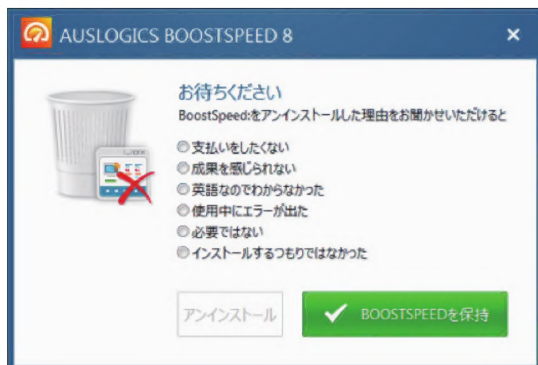 AUSLOGICS BOOSTSPEED 8
お待ちください
BoostSpeed:をアンインストールした理由をお聞かせいただけると
支払いをしたくない
成果を感じられない
英語なのでわからなかった
使用中にエラーが出た
必要ではない
インストールするつもりではなかった
アンインストール
BOOSTSPEEDを保持